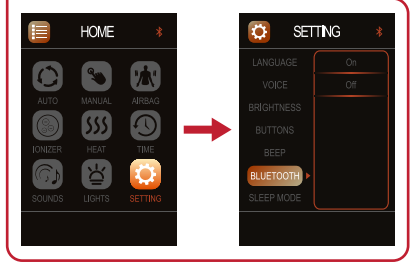 HOME
AUTO MANUAL AIRBAG
IONIZER HEAT TIME
SOUNDS LIGHTS SETTING
SETTING
LANGUAGE On
VOICE Off
BRIGHTNESS
BUTTONS
BEEP
BLUETOOTH
SLEEP MODE